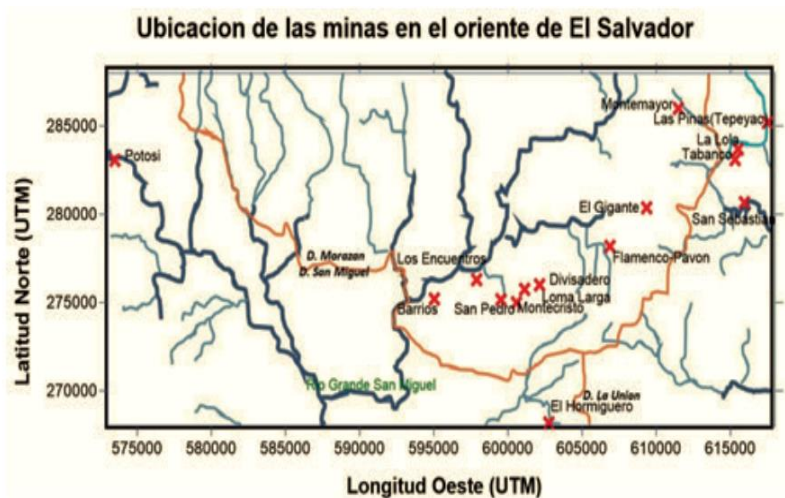 Ubicacion de las minas en el oriente de El Salvador
Latitud Norte (UTM)
285000
280000
275000
270000
Montemayor
Las Pinas(Tepeyac)
La Lola
Tabanco
Potosi
El Gigante
San Sebastian
D. Morazan
D. San Miguel
Los Encuentros
Flamenco-Pavon
Divisadero
Loma Larga
Barrios
San Pedro
Montecristo
Rio Grande San Miguel
D. La Union
El Hormiguero
575000 580000 585000 590000 595000 600000 605000 610000 615000
Longitud Oeste (UTM)